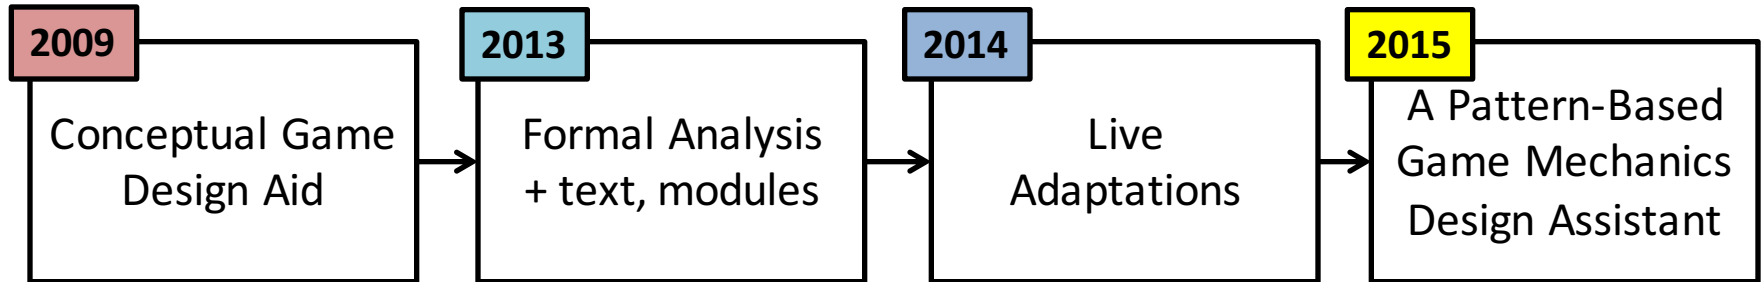 2009
Conceptual Game
Design Aid
2013
Formal Analysis
+ text, modules
2014
Live
Adaptations
2015
A Pattern-Based
Game Mechanics
Design Assistant